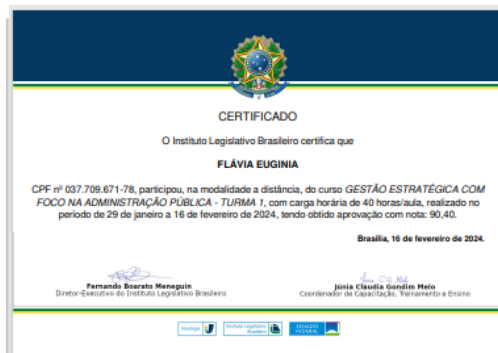 CERTIFICADO
O Instituto Legislativo Brasileiro certifica que
FLÁVIA EUGINIA
CPF nº 037.709.671-78, participou, na modalidade a distância, do curso GESTÃO ESTRATÉGICA COM
FOCO NA ADMINISTRAÇÃO PÚBLICA - TURMA 1, com carga horária de 40 horas/aula, realizado no
período de 29 de janeiro a 16 de fevereiro de 2024, tendo obtido aprovação com nota: 90,40.
Brasília, 16 de fevereiro de 2024.
Fernando Boarato Meneguin
Diretor-Executivo do Instituto Legislativo Brasileiro
Júnia Cláudia Gondim Melo
Coordenador de Capacitação, Treinamento e Ensino
Instituto Legislativo
Brasileiro
SENADO
FEDERAL